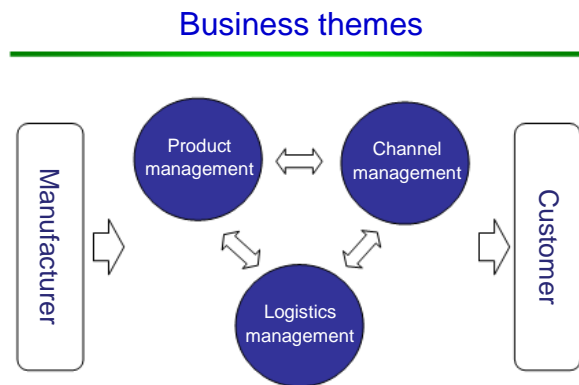 Business themes
Manufacturer
Product
management
Channel
management
Logistics
management
Customer